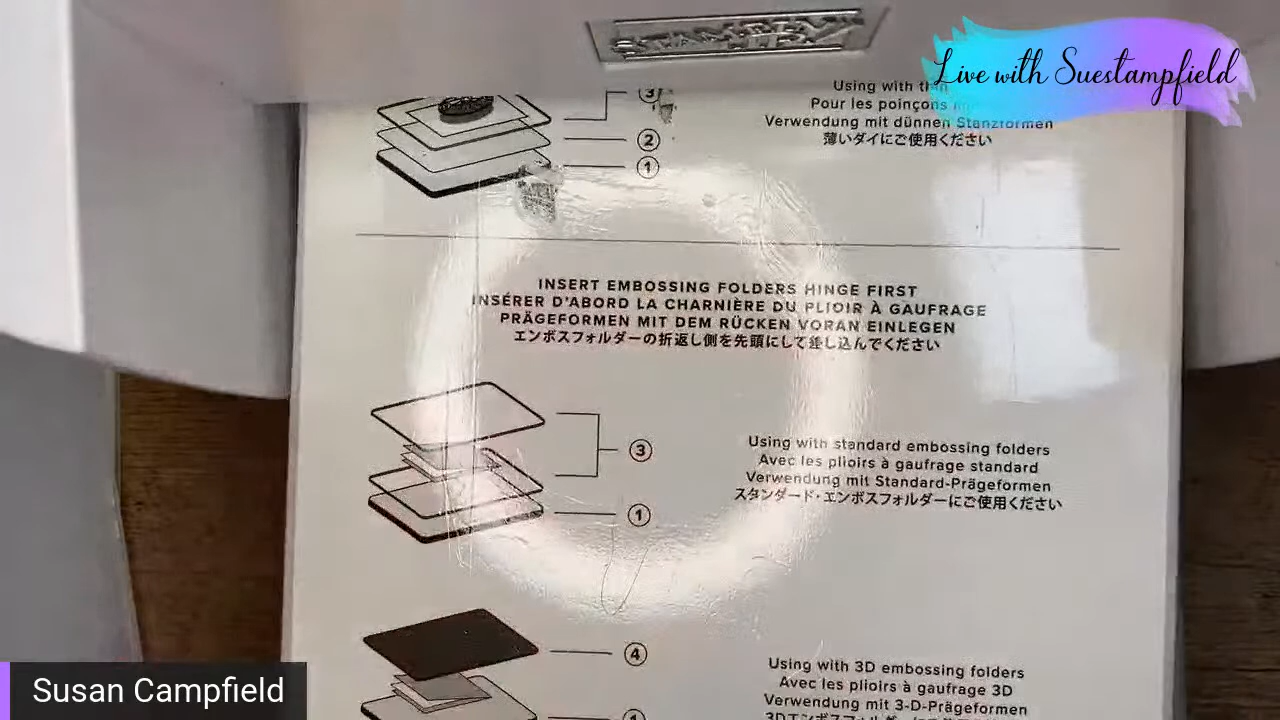 Live with Suestampfield
Using with
Pour les poinçons
Verwendung mit dünnen Stanzformen
薄いダイにご使用ください
3
2
1
INSERT EMBOSSING FOLDERS HINGE FIRST
INSÉRER D'ABORD LA CHARNIÈRE DU PLIOIR À GAUFRAGE
PRÄGEFORMEN MIT DEM RÜCKEN VORAN EINLEGEN
エンボスフォルダーの折返し側を先頭にして差し込んでください
3
1
Using with standard embossing folders
Avec les plioirs à gaufrage standard
Verwendung mit Standard-Prägeformen
スタンダード・エンボスフォルダーにご使用ください
4
1
Using with 3D embossing folders
Avec les plioirs à gaufrage 3D
Verwendung mit 3-D-Prägeformen
Susan Campfield